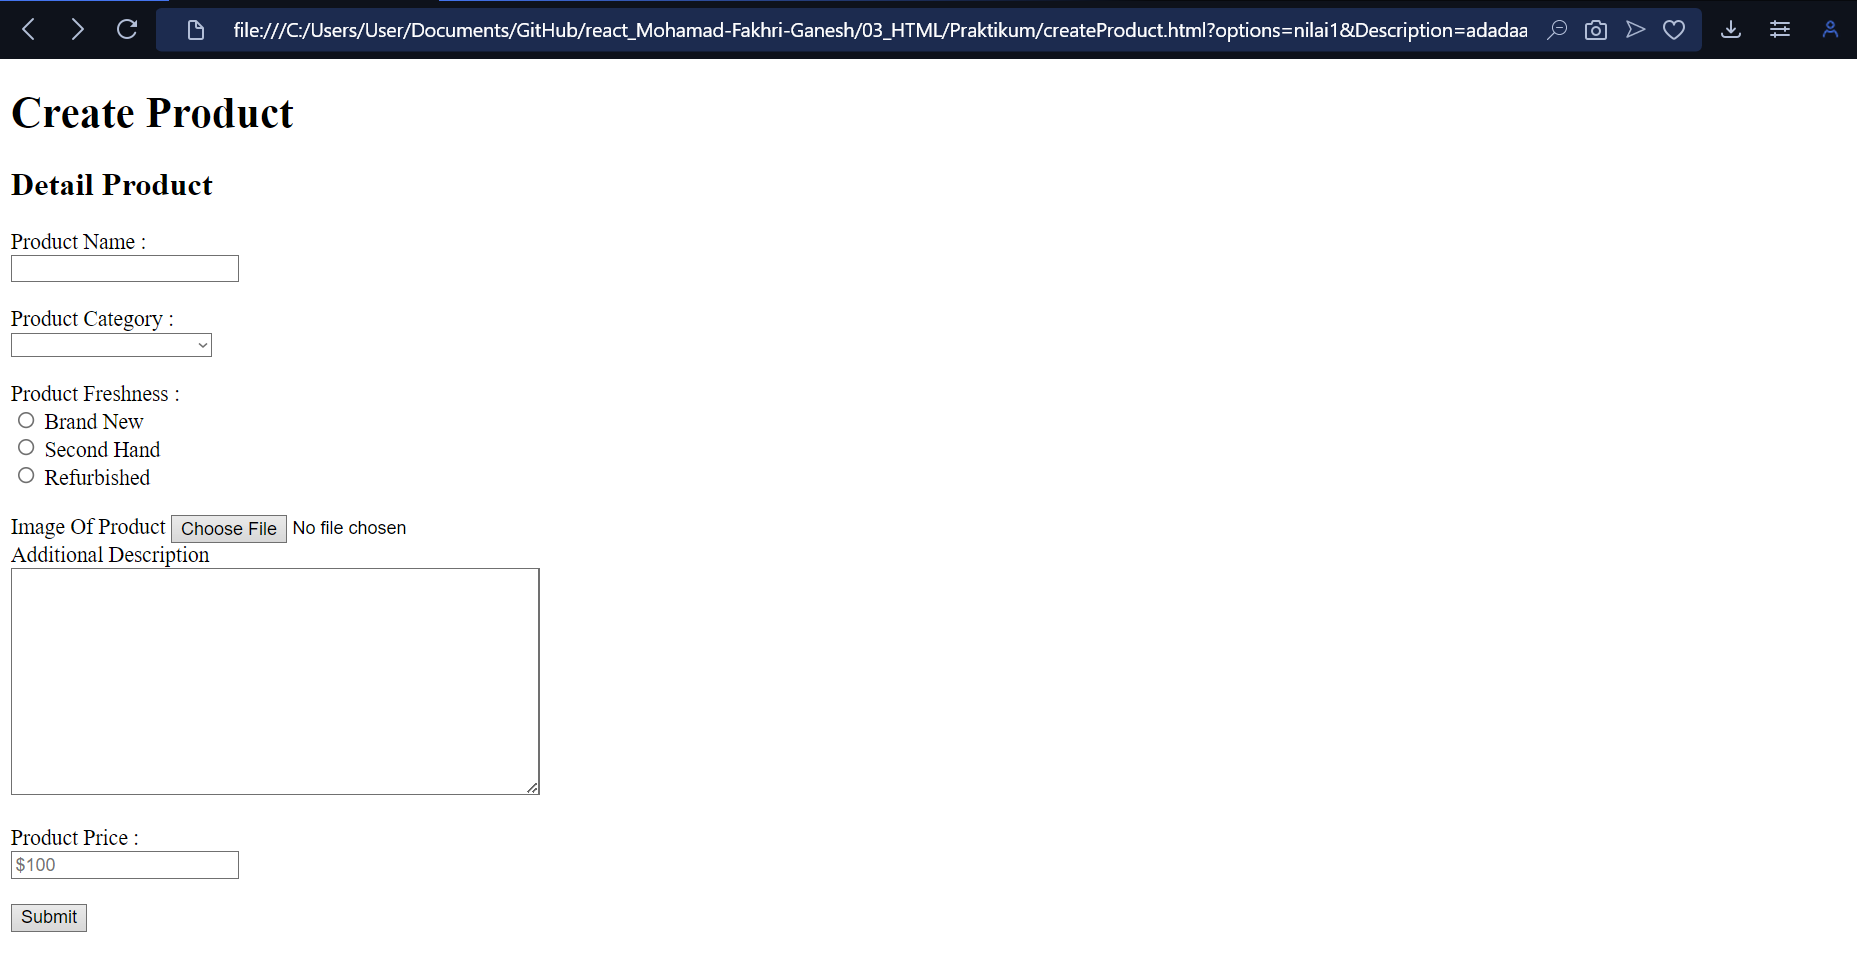 file:///C:/Users/User/Documents/GitHub/react_Mohamad-Fakhri-Ganesh/03_HTML/Praktikum/createProduct.html?options=nilai1&Description=adadaa
Create Product
Detail Product
Product Name :
Product Category :
Product Freshness :
Brand New
Second Hand
Refurbished
Image Of Product Choose File No file chosen
Additional Description
Product Price :
$100
Submit